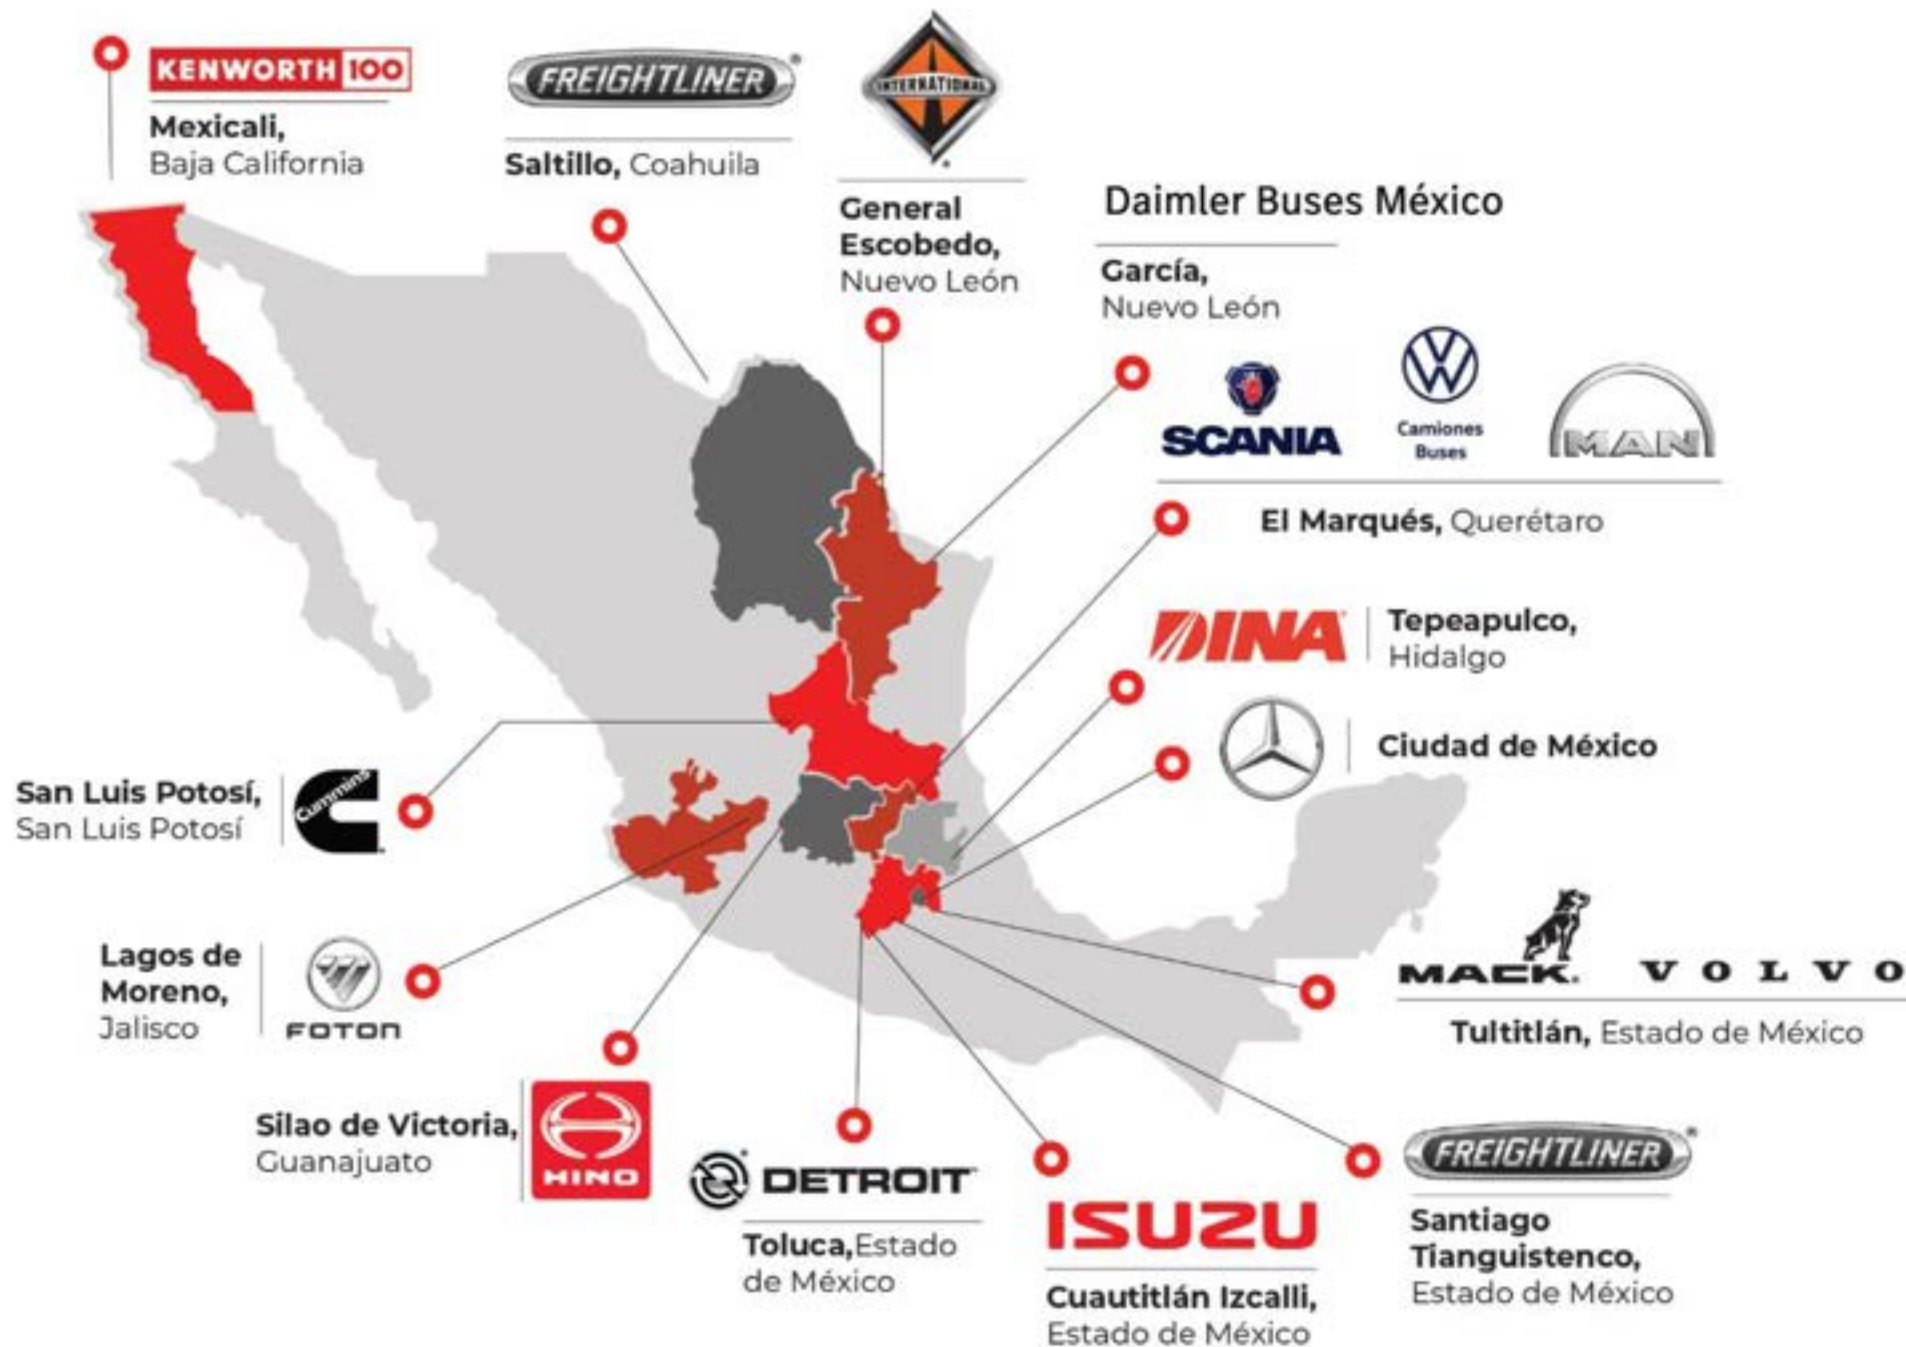 KENWORTH 100
Mexicali,
Baja California
FREIGHTLINER®
Saltillo, Coahuila
INTERNATIONAL®
General
Escobedo,
Nuevo León
Daimler Buses México
García,
Nuevo León
SCANIA
Camiones
Buses
MAN
El Marqués, Querétaro
DINA
Tepeapulco,
Hidalgo
Ciudad de México
San Luis Potosí,
San Luis Potosí
Cummins
Lagos de
Moreno,
Jalisco
FOTON
Silao de Victoria,
Guanajuato
HINO
DETROIT
Toluca,Estado
de México
ISUZU
Cuautitlán Izcalli,
Estado de México
MACK. VOLVO
Tultitlán, Estado de México
FREIGHTLINER®
Santiago
Tianguistenco,
Estado de México